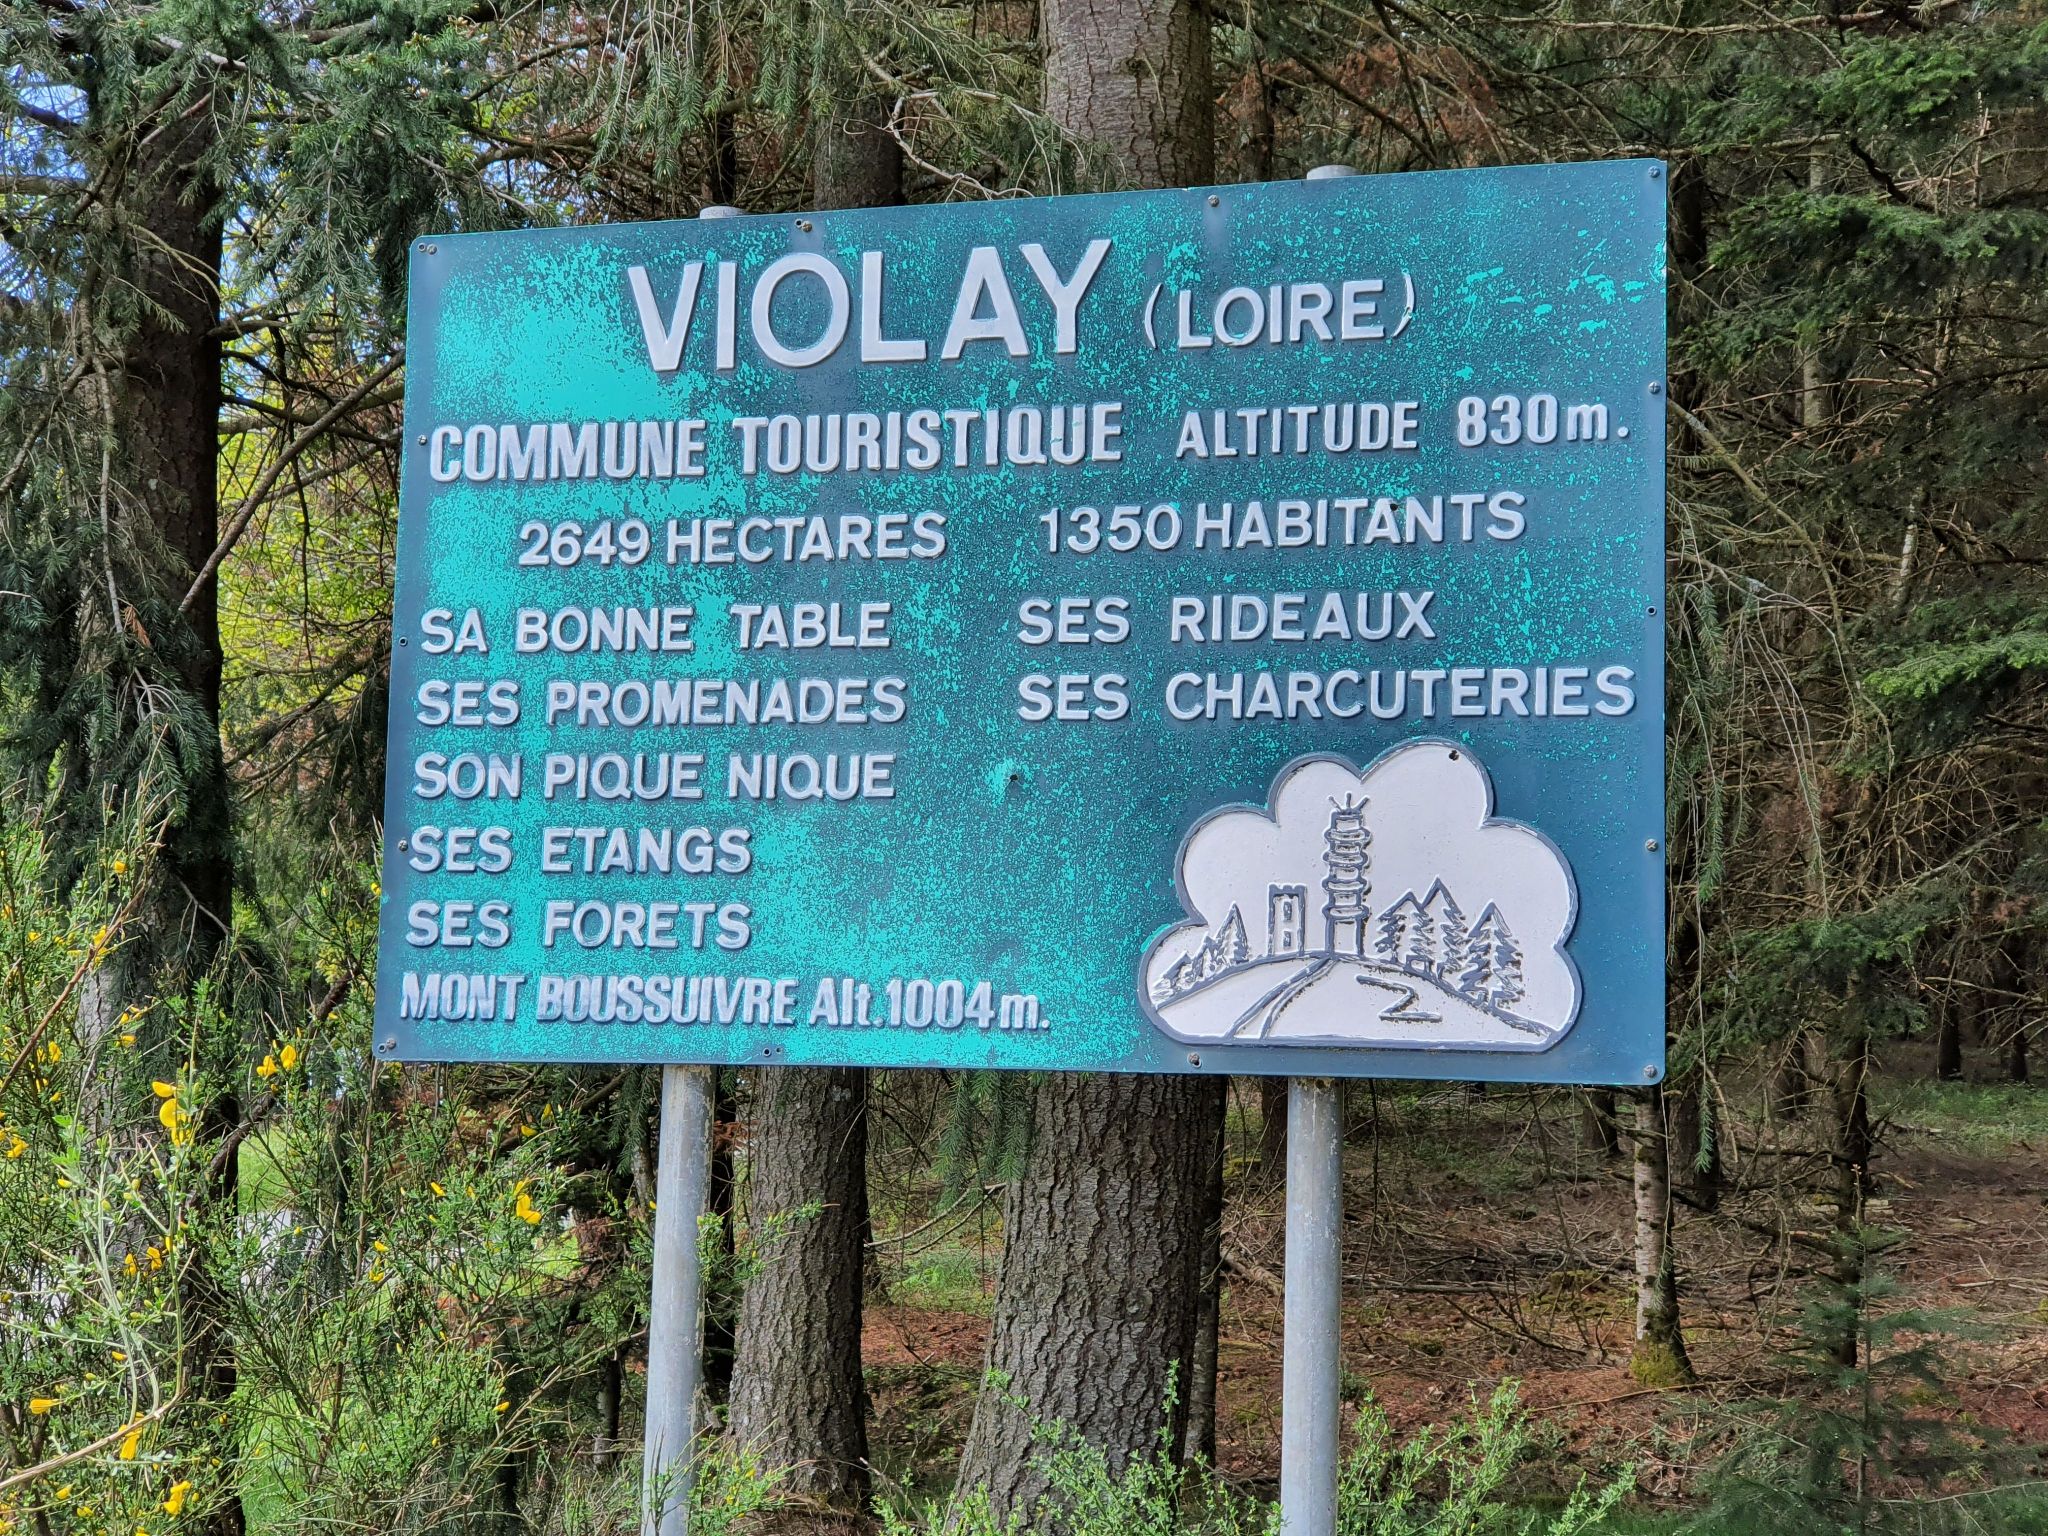 VIOLAY (LOIRE)
COMMUNE TOURISTIQUE ALTITUDE 830m.
2649 HECTARES 1350 HABITANTS
SA BONNE TABLE SES RIDEAUX
SES PROMENADES SES CHARCUTERIES
SON PIQUE NIQUE
SES ETANGS
SES FORETS
MONT BOUSSUIVRE Alt.1004m.